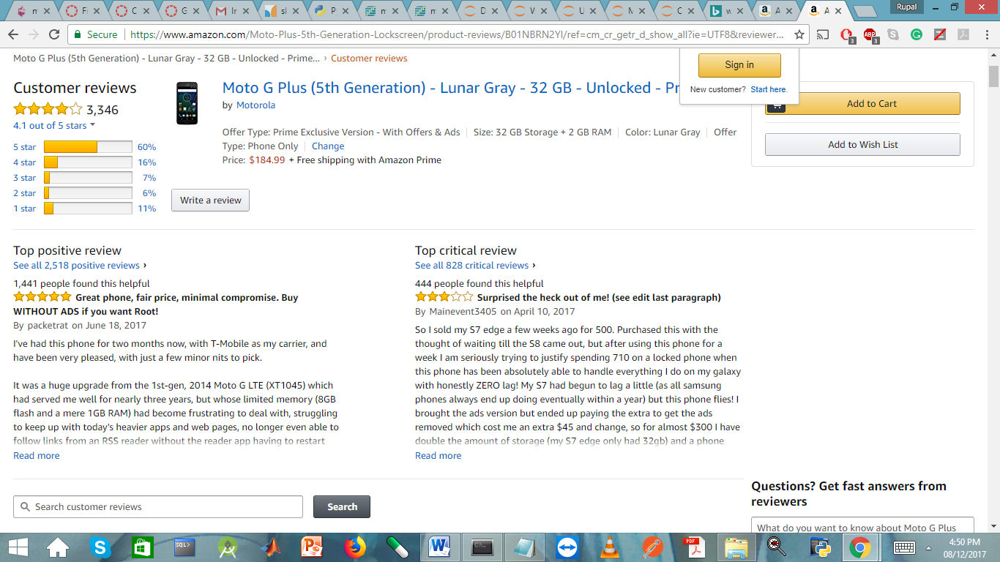 m Fi C G M In sl P m m D V U M C w A A Rupal
Secure https://www.amazon.com/Moto-Plus-5th-Generation-Lockscreen/product-reviews/B01NBRN2YI/ref=cm_cr_getr_d_show_all?ie=UTF8&reviewer... 3 ABP 3
Moto G Plus (5th Generation) - Lunar Gray - 32 GB - Unlocked - Prime... › Customer reviews
Sign in
New customer? Start here.
Customer reviews
3,346
4.1 out of 5 stars
5 star 60%
4 star 16%
3 star 7%
2 star 6%
1 star 11%
Moto G Plus (5th Generation) - Lunar Gray - 32 GB - Unlocked - Pr
by Motorola
Offer Type: Prime Exclusive Version - With Offers & Ads | Size: 32 GB Storage + 2 GB RAM | Color: Lunar Gray | Offer
Type: Phone Only | Change
Price: $184.99 + Free shipping with Amazon Prime
Write a review
Add to Cart
Add to Wish List
Top positive review
See all 2,518 positive reviews ›
1,441 people found this helpful
Great phone, fair price, minimal compromise. Buy
WITHOUT ADS if you want Root!
By packetrat on June 18, 2017
I've had this phone for two months now, with T-Mobile as my carrier, and
have been very pleased, with just a few minor nits to pick.
It was a huge upgrade from the 1st-gen, 2014 Moto G LTE (XT1045) which
had served me well for nearly three years, but whose limited memory (8GB
flash and a mere 1GB RAM) had become frustrating to deal with, struggling
to keep up with today's heavier apps and web pages, no longer even able to
follow links from an RSS reader without the reader app having to restart
Read more
Top critical review
See all 828 critical reviews ›
444 people found this helpful
Surprised the heck out of me! (see edit last paragraph)
By Mainevent3405 on April 10, 2017
So I sold my S7 edge a few weeks ago for 500. Purchased this with the
thought of waiting till the S8 came out, but after using this phone for a
week I am seriously trying to justify spending 710 on a locked phone when
this phone has been absolutely able to handle everything I do on my galaxy
with honestly ZERO lag! My S7 had begun to lag a little (as all samsung
phones always end up doing eventually within a year) but this phone flies! I
brought the ads version but ended up paying the extra to get the ads
removed which cost me an extra $45 and change, so for almost $300 I have
double the amount of storage (my S7 edge only had 32gb) and a phone
Read more
Search customer reviews
Search
Questions? Get fast answers from
reviewers
What do you want to know about Moto G Plus
SQL>
PDF
4:50 PM
08/12/2017